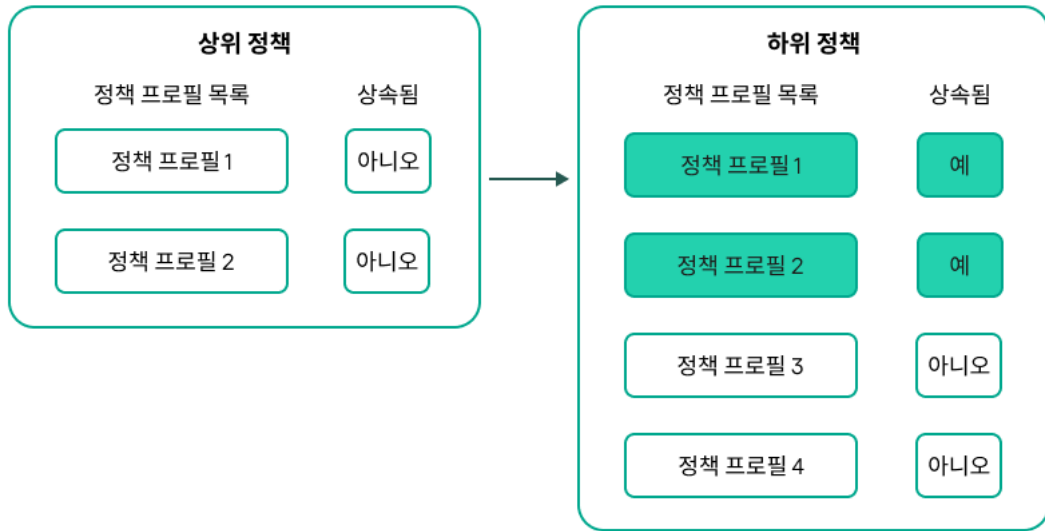 상위 정책
정책 프로필 목록 상속됨
정책 프로필 1 아니오
정책 프로필 2 아니오
하위 정책
정책 프로필 목록 상속됨
정책 프로필 1 예
정책 프로필 2 예
정책 프로필 3 아니오
정책 프로필 4 아니오